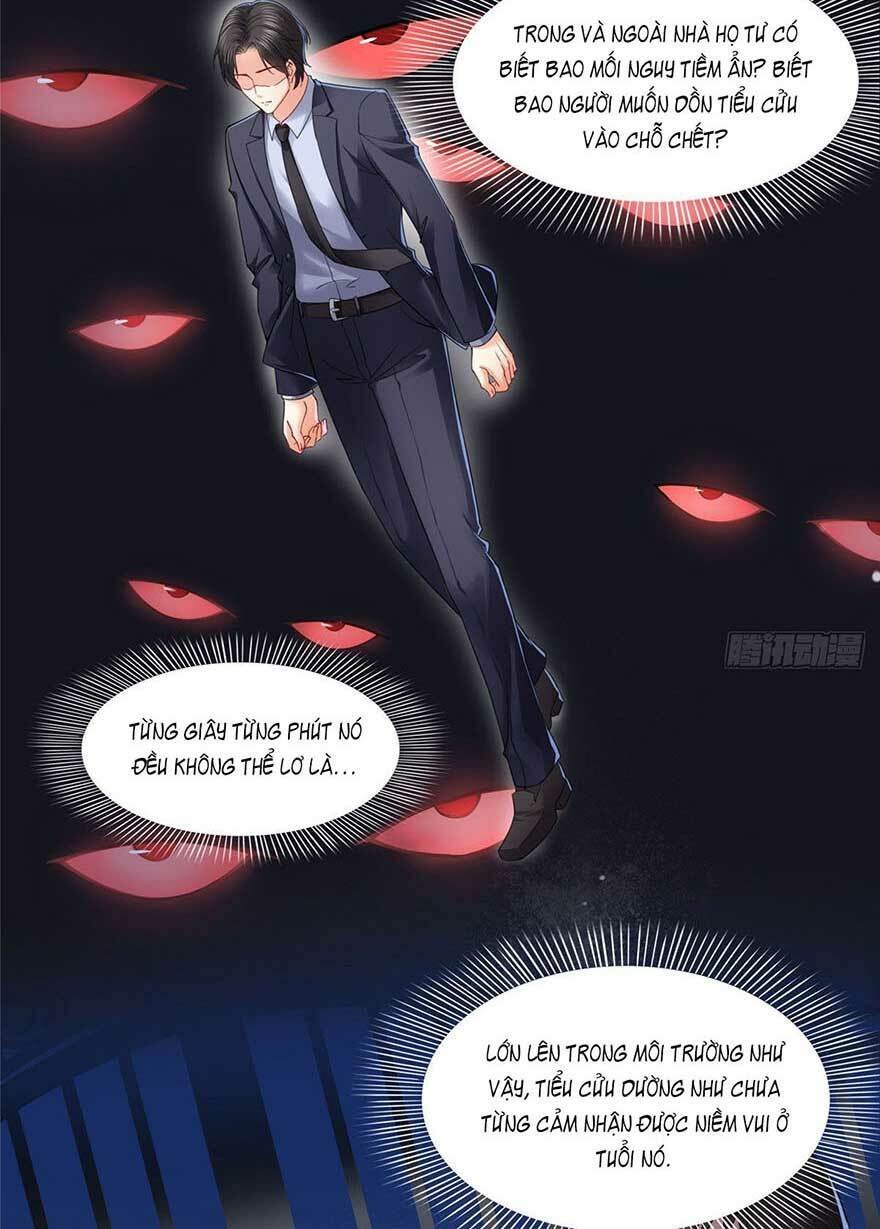 TRONG VÀ NGOÀI NHÀ HỌ TƯ CÓ
BIẾT BAO MỐI NGUY TIỀM ẨN? BIẾT
BAO NGƯỜI MUỐN DỒN TIỂU CỬU
VÀO CHỖ CHẾT?
腾讯动漫
TỪNG GIÂY TỪNG PHÚT NÓ
ĐỀU KHÔNG THỂ LƠ LÀ...
LỚN LÊN TRONG MÔI TRƯỜNG NHƯ
VẬY, TIỂU CỬU DƯỜNG NHƯ CHƯA
TỪNG CẢM NHẬN ĐƯỢC NIỀM VUI Ở
TUỔI NÓ.